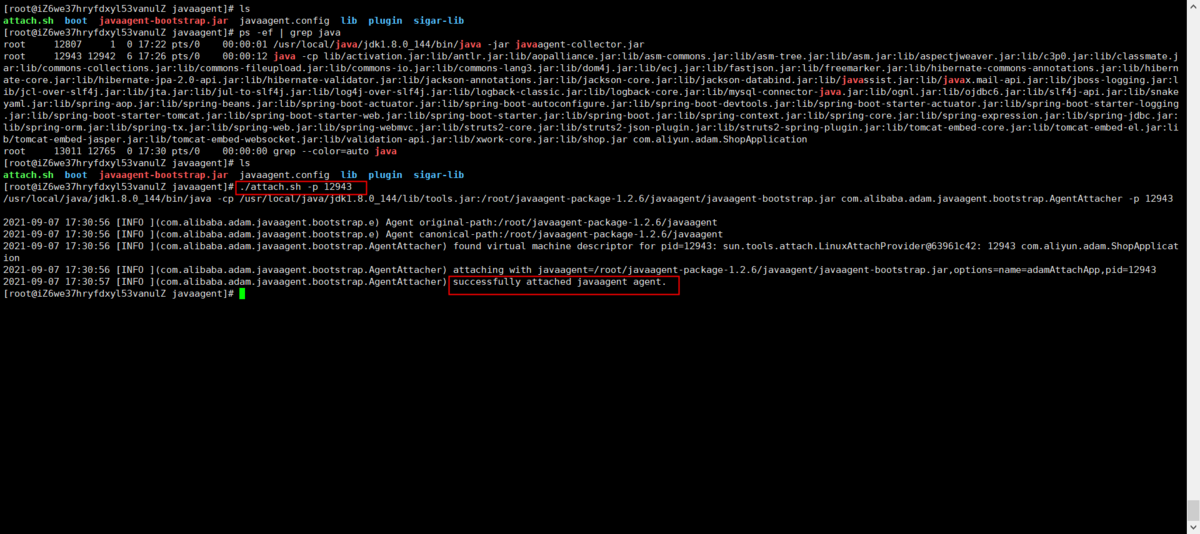 [root@iZ6we37hryfdxyl53vanulZ javaagent]# ls
attach.sh  boot  javaagent-bootstrap.jar  javaagent.config  lib  plugin  sigar-lib
[root@iZ6we37hryfdxyl53vanulZ javaagent]# ps -ef | grep java
root     12807     1  0 17:22 pts/0    00:00:01 /usr/local/java/jdk1.8.0_144/bin/java -jar javaagent-collector.jar
root     12943 12942  6 17:26 pts/0    00:00:12 java -cp lib/activation.jar:lib/antlr.jar:lib/aopalliance.jar:lib/asm-commons.jar:lib/asm-tree.jar:lib/asm.jar:lib/aspectjweaver.jar:lib/c3p0.jar:lib/classmate.j
ar:lib/commons-collections.jar:lib/commons-fileupload.jar:lib/commons-io.jar:lib/commons-lang3.jar:lib/dom4j.jar:lib/ecj.jar:lib/fastjson.jar:lib/freemarker.jar:lib/hibernate-commons-annotations.jar:lib/hibern
ate-core.jar:lib/hibernate-jpa-2.0-api.jar:lib/hibernate-validator.jar:lib/jackson-annotations.jar:lib/jackson-core.jar:lib/jackson-databind.jar:lib/javassist.jar:lib/javax.mail-api.jar:lib/jboss-logging.jar:l
ib/jcl-over-slf4j.jar:lib/jta.jar:lib/jul-to-slf4j.jar:lib/log4j-over-slf4j.jar:lib/logback-classic.jar:lib/logback-core.jar:lib/mysql-connector-java.jar:lib/ognl.jar:lib/ojdbc6.jar:lib/slf4j-api.jar:lib/snake
yaml.jar:lib/spring-aop.jar:lib/spring-beans.jar:lib/spring-boot-actuator.jar:lib/spring-boot-autoconfigure.jar:lib/spring-boot-devtools.jar:lib/spring-boot-starter-actuator.jar:lib/spring-boot-starter-logging
.jar:lib/spring-boot-starter-tomcat.jar:lib/spring-boot-starter-web.jar:lib/spring-boot-starter.jar:lib/spring-boot.jar:lib/spring-context.jar:lib/spring-core.jar:lib/spring-expression.jar:lib/spring-jdbc.jar:
lib/spring-orm.jar:lib/spring-tx.jar:lib/spring-web.jar:lib/spring-webmvc.jar:lib/struts2-core.jar:lib/struts2-json-plugin.jar:lib/struts2-spring-plugin.jar:lib/tomcat-embed-core.jar:lib/tomcat-embed-el.jar:li
b/tomcat-embed-jasper.jar:lib/tomcat-embed-websocket.jar:lib/validation-api.jar:lib/xwork-core.jar:lib/shop.jar com.aliyun.adam.ShopApplication
root     13011 12765  0 17:30 pts/0    00:00:00 grep --color=auto java
[root@iZ6we37hryfdxyl53vanulZ javaagent]# ls
attach.sh  boot  javaagent-bootstrap.jar  javaagent.config  lib  plugin  sigar-lib
[root@iZ6we37hryfdxyl53vanulZ javaagent]# ./attach.sh -p 12943
/usr/local/java/jdk1.8.0_144/bin/java -cp /usr/local/java/jdk1.8.0_144/lib/tools.jar:/root/javaagent-package-1.2.6/javaagent/javaagent-bootstrap.jar com.alibaba.adam.javaagent.bootstrap.AgentAttacher -p 12943
2021-09-07 17:30:56 [INFO ](com.alibaba.adam.javaagent.bootstrap.e) Agent original-path:/root/javaagent-package-1.2.6/javaagent
2021-09-07 17:30:56 [INFO ](com.alibaba.adam.javaagent.bootstrap.e) Agent canonical-path:/root/javaagent-package-1.2.6/javaagent
2021-09-07 17:30:56 [INFO ](com.alibaba.adam.javaagent.bootstrap.AgentAttacher) found virtual machine descriptor for pid=12943: sun.tools.attach.LinuxAttachProvider@63961c42: 12943 com.aliyun.adam.ShopApplicat
ion
2021-09-07 17:30:56 [INFO ](com.alibaba.adam.javaagent.bootstrap.AgentAttacher) attaching with javaagent=/root/javaagent-package-1.2.6/javaagent/javaagent-bootstrap.jar,options=name=adamAttachApp,pid=12943
2021-09-07 17:30:57 [INFO ](com.alibaba.adam.javaagent.bootstrap.AgentAttacher) successfully attached javaagent agent.
[root@iZ6we37hryfdxyl53vanulZ javaagent]#